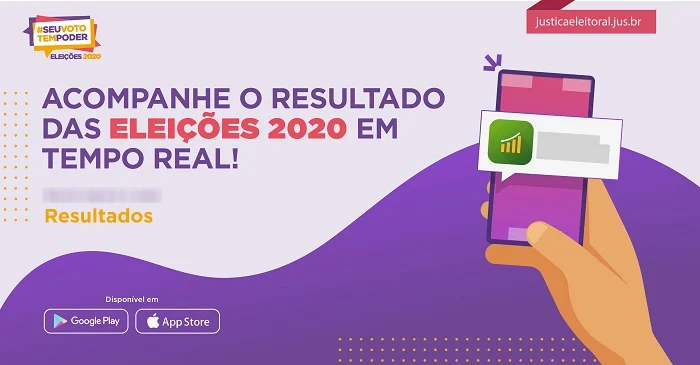 #SEUVOTO
TEMPODER
ELEIÇÕES 2020
justicaeleitoral.jus.br
ACOMPANHE O RESULTADO
DAS ELEIÇÕES 2020 EM
TEMPO REAL!
Resultados
Disponível em
Google Play
App Store